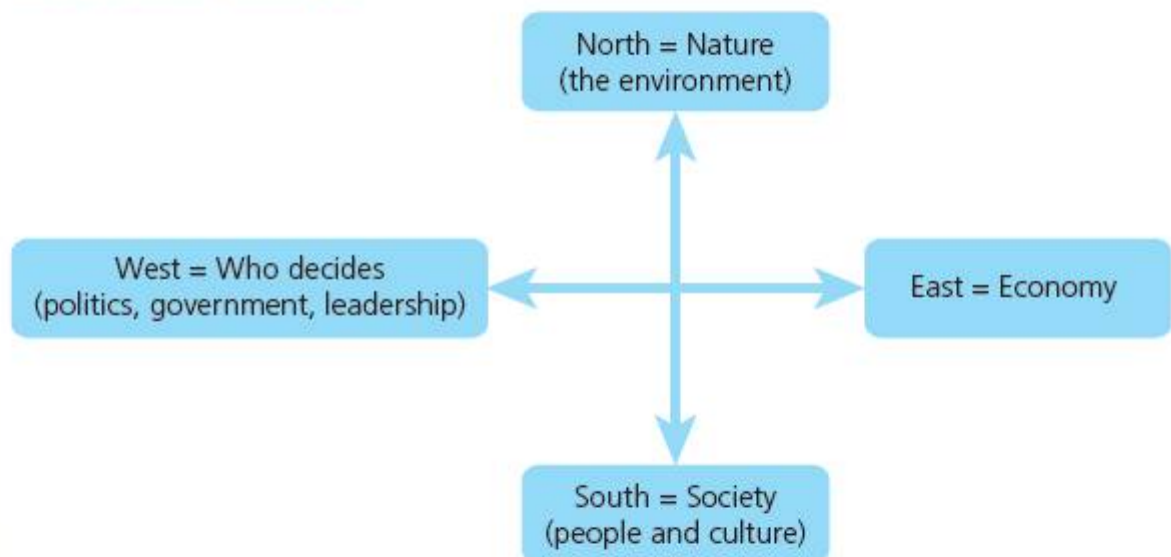 North = Nature
(the environment)
West = Who decides
(politics, government, leadership)
East = Economy
South = Society
(people and culture)